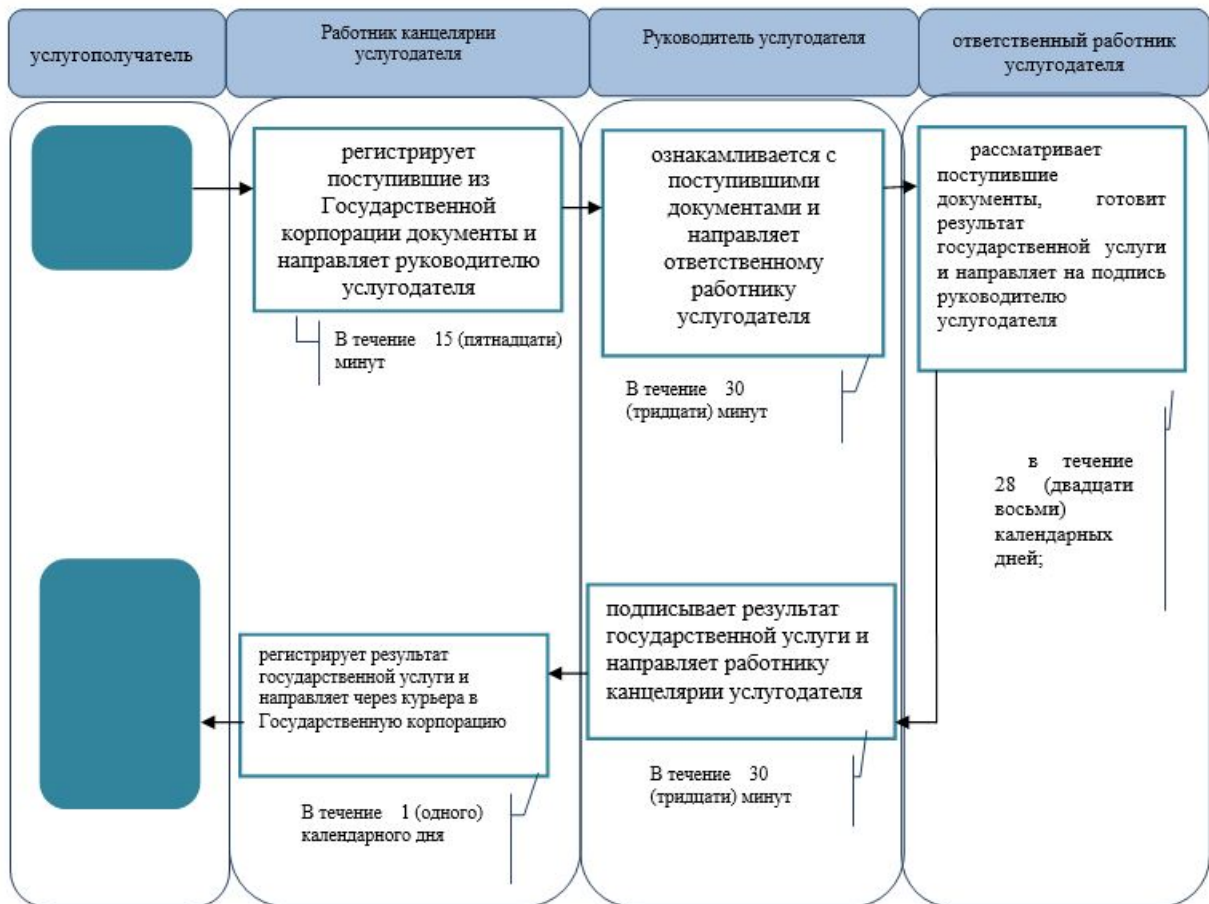 услугополучатель
Работник канцелярии
услугодателя
Руководитель услугодателя
ответственный работник
услугодателя
регистрирует
поступившие из
Государственной
корпорации документы и
направляет руководителю
услугодателя
В течение 15 (пятнадцати)
минут
ознакамливается с
поступившими
документами и
направляет
ответственному
работнику
услугодателя
В течение 30
(тридцати) минут
рассматривает
поступившие
документы, готовит
результат
государственной услуги
и направляет на подпись
руководителю
услугодателя
в течение
28 (двадцати
восьми)
календарных
дней;
подписывает результат
государственной услуги и
направляет работнику
канцелярии услугодателя
В течение 30
(тридцати) минут
регистрирует результат
государственной услуги и
направляет через курьера в
Государственную корпорацию
В течение 1 (одного)
календарного дня